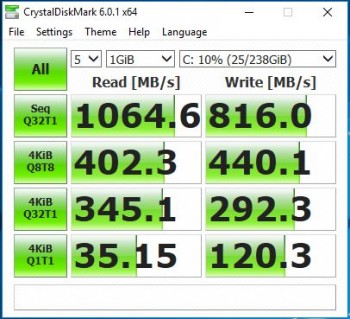 CrystalDiskMark 6.0.1 x64
File Settings Theme Help Language
All 5 1GiB C: 10% (25/238GiB)
Read [MB/s] Write [MB/s]
Seq Q32T1 1064.6 816.0
4KiB Q8T8 402.3 440.1
4KiB Q32T1 345.1 292.3
4KiB Q1T1 35.15 120.3